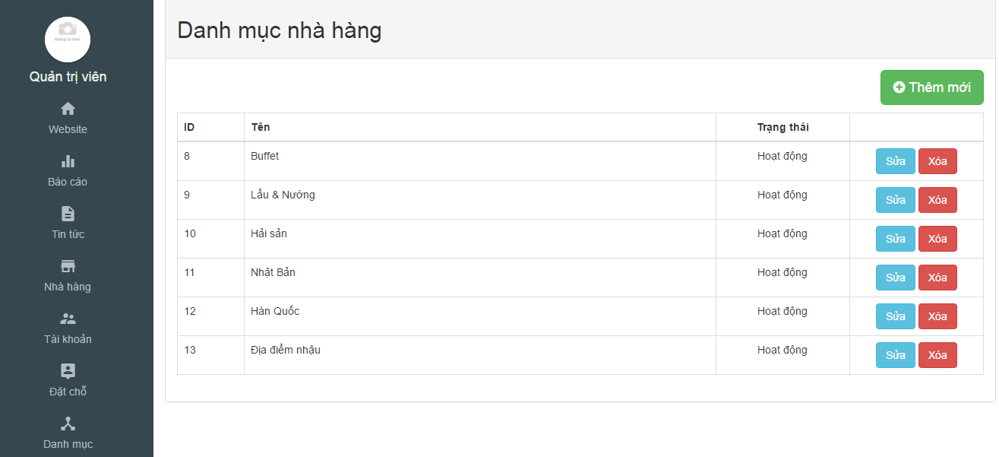 không có hình
Quản trị viên
Website
Báo cáo
Tin tức
Nhà hàng
Tài khoản
Đặt chỗ
Danh mục
Danh mục nhà hàng
Thêm mới
ID Tên Trạng thái
8 Buffet Hoạt động Sửa Xóa
9 Lẩu & Nướng Hoạt động Sửa Xóa
10 Hải sản Hoạt động Sửa Xóa
11 Nhật Bản Hoạt động Sửa Xóa
12 Hàn Quốc Hoạt động Sửa Xóa
13 Địa điểm nhậu Hoạt động Sửa Xóa